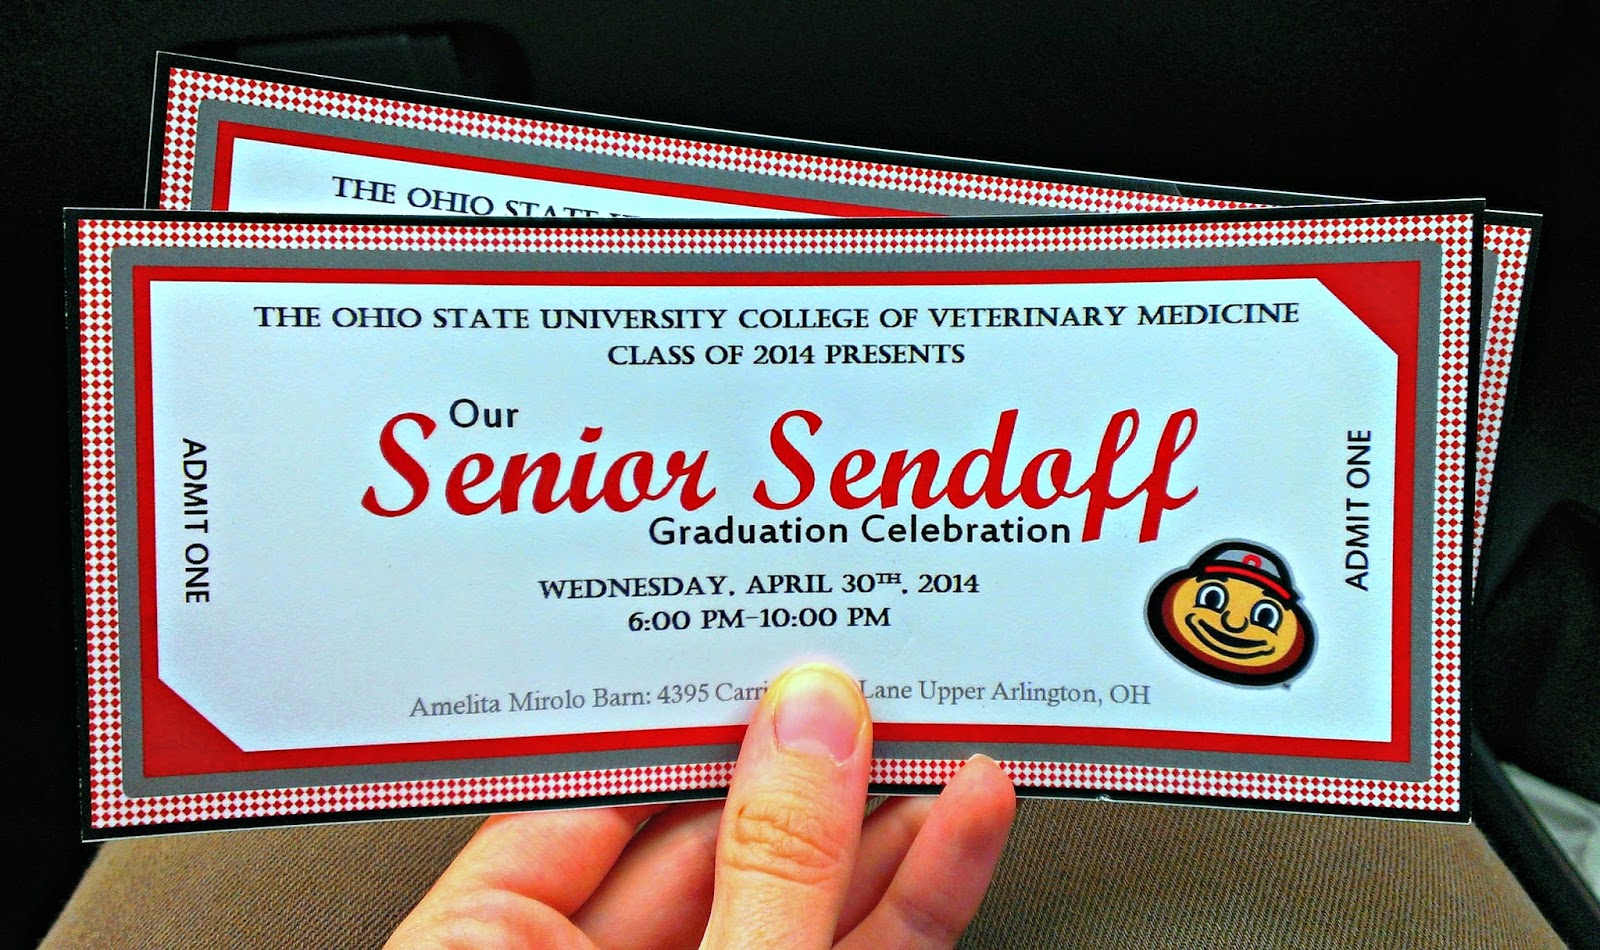 THE OHIO STATE
THE OHIO STATE UNIVERSITY COLLEGE OF VETERINARY MEDICINE
CLASS OF 2014 PRESENTS
Our
Senior Sendoff
Graduation Celebration
WEDNESDAY, APRIL 30TH, 2014
6:00 PM-10:00 PM
Amelita Mirolo Barn: 4395 Lane Upper Arlington, OH
ADMIT ONE
ADMIT ONE